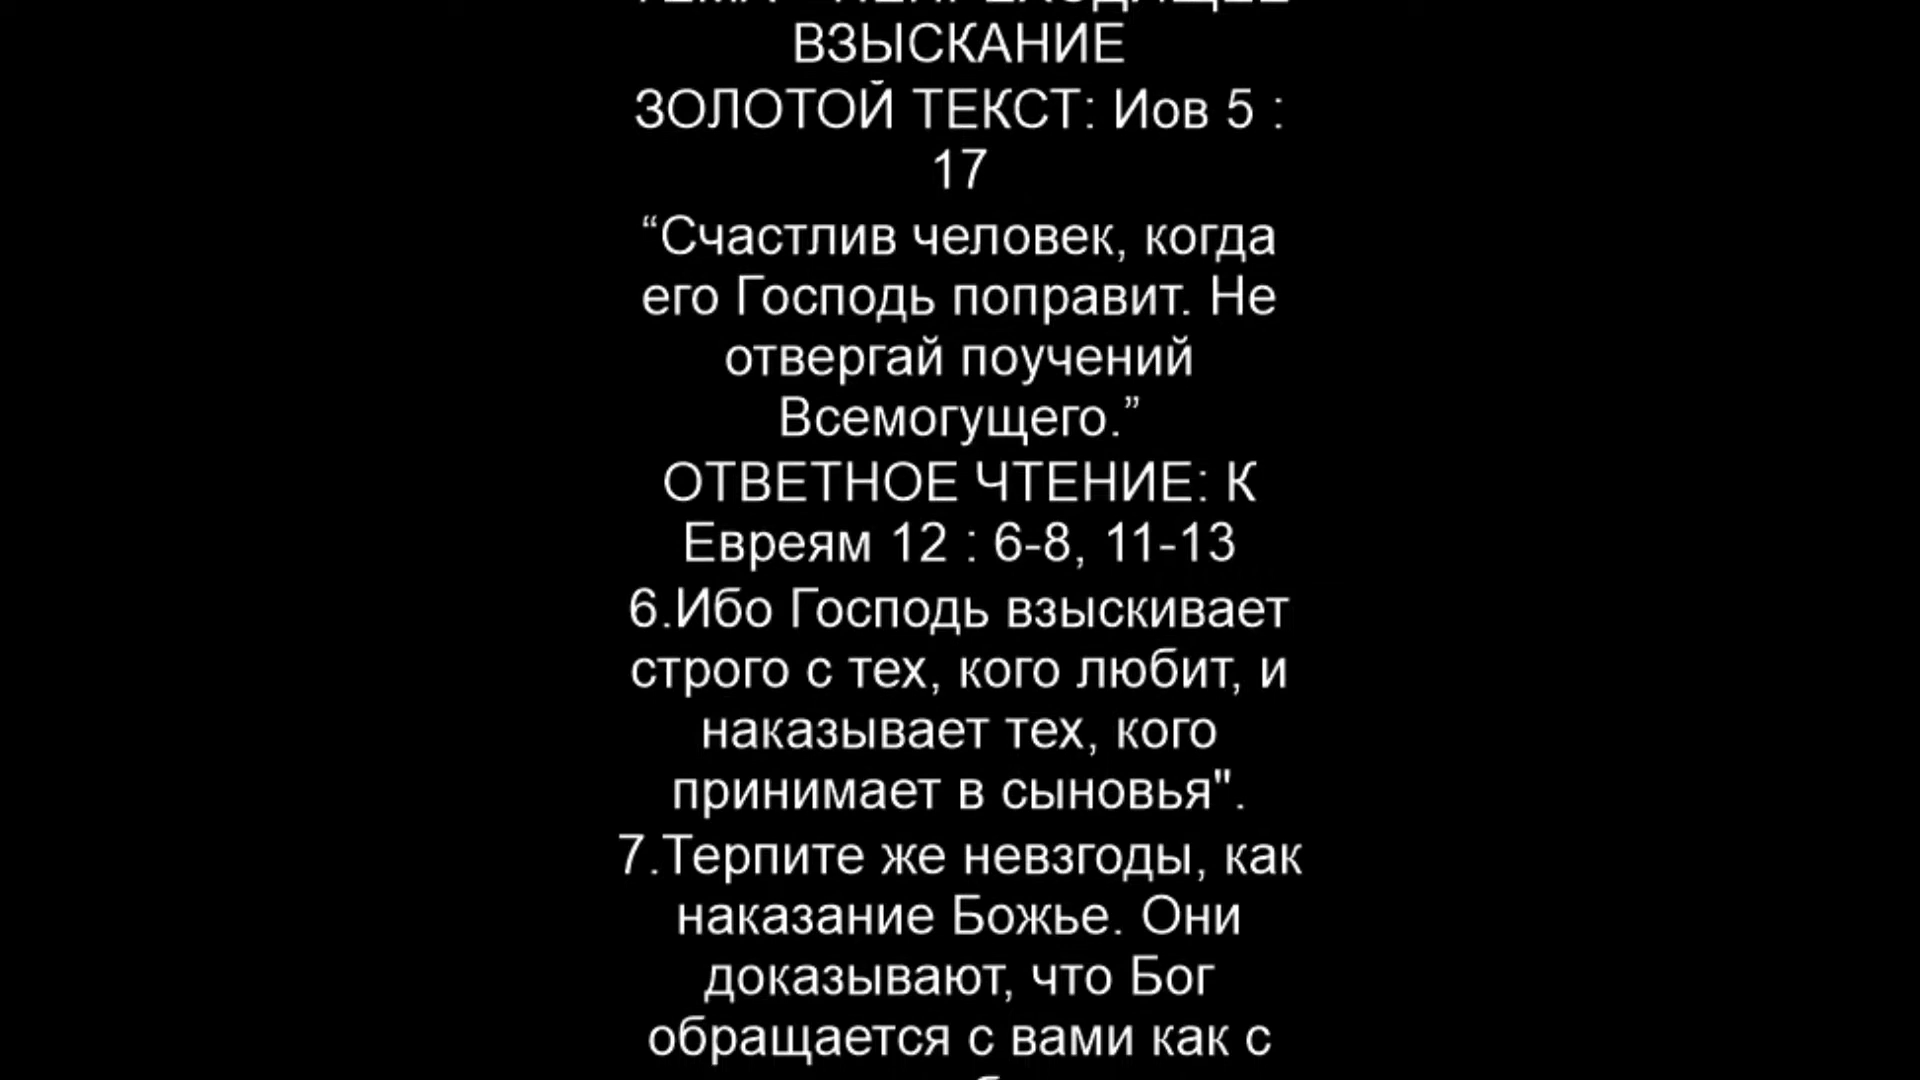 ВЗЫСКАНИЕ
ЗОЛОТОЙ ТЕКСТ: Иов 5 :
17
“Счастлив человек, когда
его Господь поправит. Не
отвергай поучений
Всемогущего.”
ОТВЕТНОЕ ЧТЕНИЕ: К
Евреям 12 : 6-8, 11-13
6.Ибо Господь взыскивает
строго с тех, кого любит, и
наказывает тех, кого
принимает в сыновья".
7.Терпите же невзгоды, как
наказание Божье. Они
доказывают, что Бог
обращается с вами как с